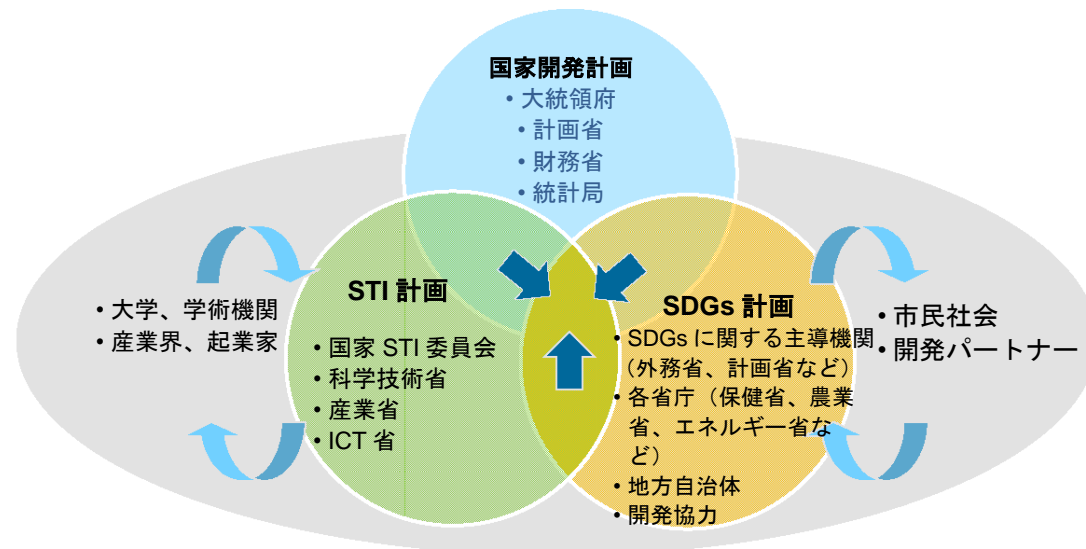 国家開発計画
• 大統領府
• 計画省
• 財務省
• 統計局
• 大学、学術機関
• 産業界、起業家
STI 計画
• 国家 STI 委員会
• 科学技術省
• 産業省
• ICT 省
SDGs 計画
• SDGs に関する主導機関
（外務省、計画省など）
• 各省庁（保健省、農業
省、エネルギー省な
ど）
• 地方自治体
• 開発協力
• 市民社会
• 開発パートナー